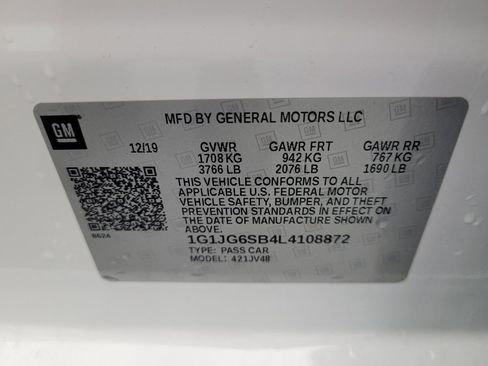 GM
MFD BY GENERAL MOTORS LLC
12/19 GVWR GAWR FRT GAWR RR
1708 KG 942 KG 767 KG
3766 LB 2076 LB 1690 LB
THIS VEHICLE CONFORMS TO ALL
APPLICABLE U.S. FEDERAL MOTOR
VEHICLE SAFETY, BUMPER, AND THEFT
PREVENTION STANDARDS IN EFFECT ON
THE DATE OF MANUFACTURE SHOWN
ABOVE.
8624
1G1JG6SB4L4108872
TYPE: PASS CAR
MODEL: 421JV48